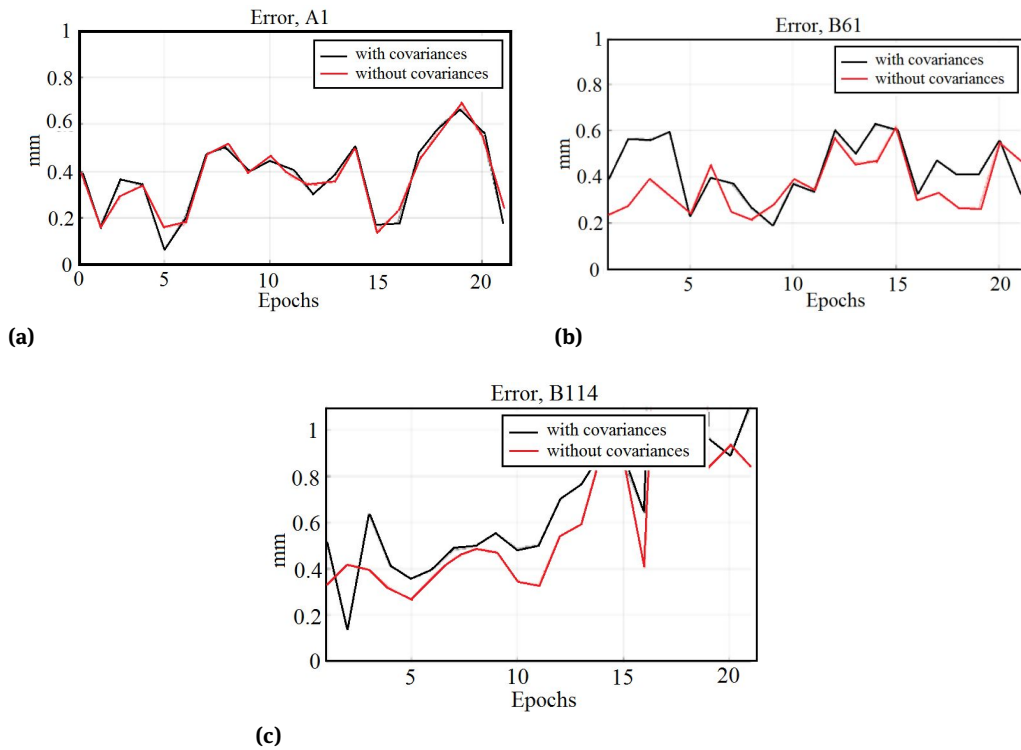 Error, A1
1
0.8
0.6
0.4
0.2
0
mm
with covariances
without covariances
0
5
10
15
20
Epochs
(a)
Error, B61
1
0.8
0.6
0.4
0.2
0
mm
with covariances
without covariances
5
10
15
20
Epochs
(b)
Error, B114
1
0.8
0.6
0.4
0.2
0
mm
with covariances
without covariances
5
10
15
20
Epochs
(c)